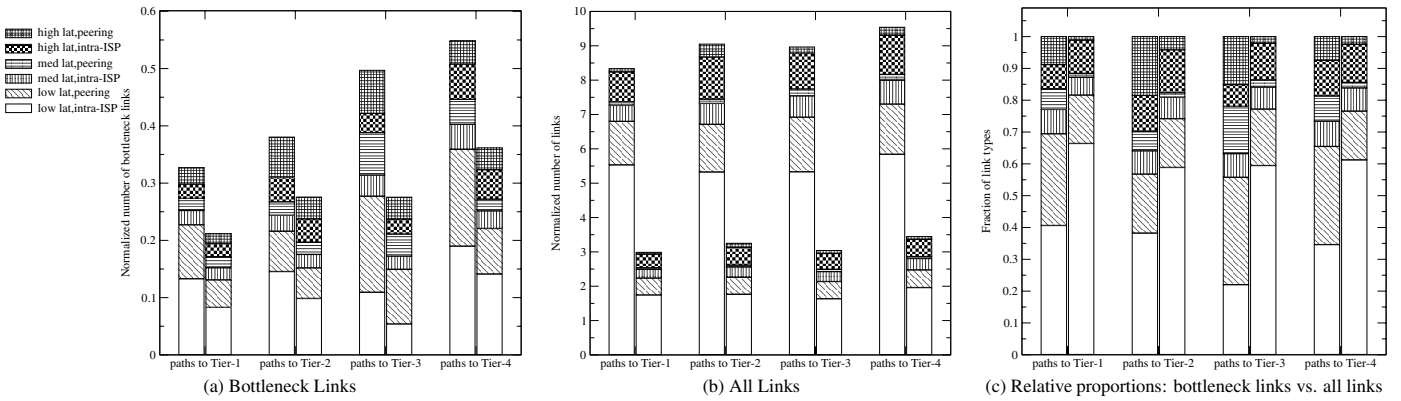 high lat,peering
high lat,intra-ISP
med lat,peering
med lat,intra-ISP
low lat,peering
low lat,intra-ISP
Normalized number of bottleneck links
0.6
0.5
0.4
0.3
0.2
0.1
0
paths to Tier-1 paths to Tier-2 paths to Tier-3 paths to Tier-4
(a) Bottleneck Links
Normalized number of links
10
9
8
7
6
5
4
3
2
1
0
paths to Tier-1 paths to Tier-2 paths to Tier-3 paths to Tier-4
(b) All Links
Fraction of link types
1
0.9
0.8
0.7
0.6
0.5
0.4
0.3
0.2
0.1
0
paths to Tier-1 paths to Tier-2 paths to Tier-3 paths to Tier-4
(c) Relative proportions: bottleneck links vs. all links